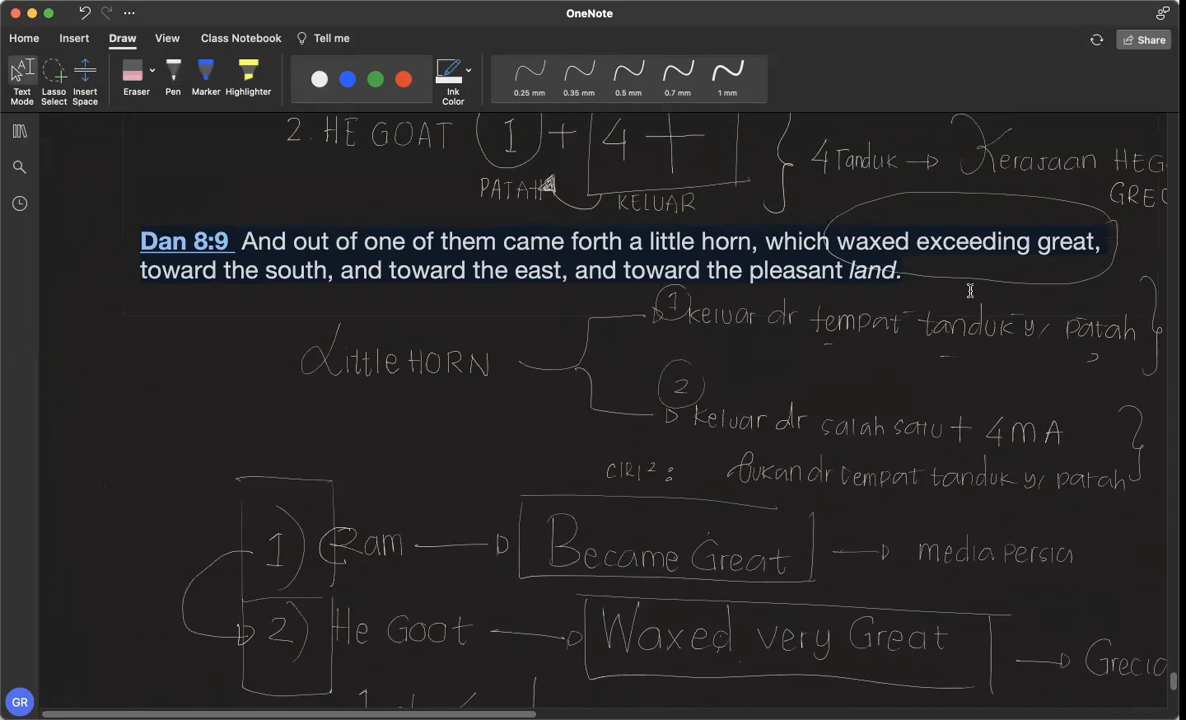 OneNote
Home Insert Draw View Class Notebook Tell me Share
Text Mode Lasso Select Insert Space Eraser Pen Marker Highlighter Ink Color 0.25 mm 0.35 mm 0.5 mm 0.7 mm 1 mm
2. HE GOAT 1 + 4 4 Tanduk → Kerajaan HEG
PATAH KELUAR GREC
Dan 8:9 And out of one of them came forth a little horn, which waxed exceeding great,
toward the south, and toward the east, and toward the pleasant land.
1 keluar dr tempat tanduk y/ patah
Little HORN
2
keluar dr salah satu + 4 MA
CIRI²: bukan dr tempat tanduk y/ patah
1) Ram → Became Great → media persia
2) He Goat → Waxed very Great → Grecia
GR